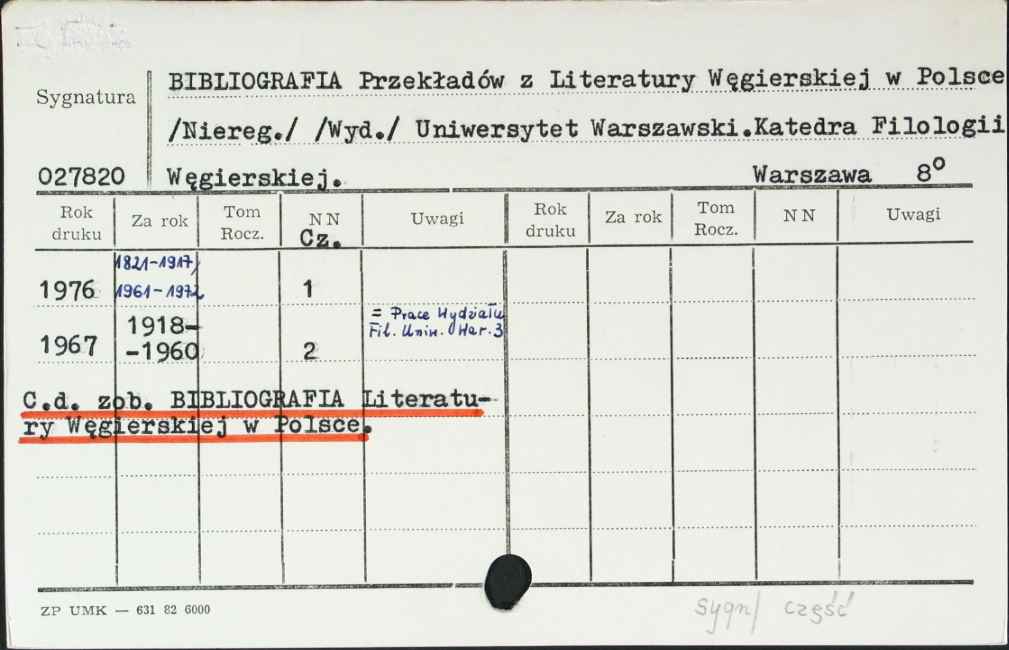 BIBLIOGRAFIA Przekładów z Literatury Węgierskiej w Polsce
Sygnatura
/Niereg./ /Wyd./ Uniwersytet Warszawski.Katedra Filologii
027820 Węgierskiej. Warszawa 8°
Rok druku Za rok Tom Rocz. NN Uwagi Rok druku Za rok Tom Rocz. NN Uwagi
Cz.
1821-1917,
1976 1961-1972 1
= Prace Wydziału
1918- Fil. Uniw. War. 3
1967 -1960 2
C.d. zob. BIBLIOGRAFIA Literatu-
ry Węgierskiej w Polsce.
ZP UMK — 631 82 6000
sygn/ część